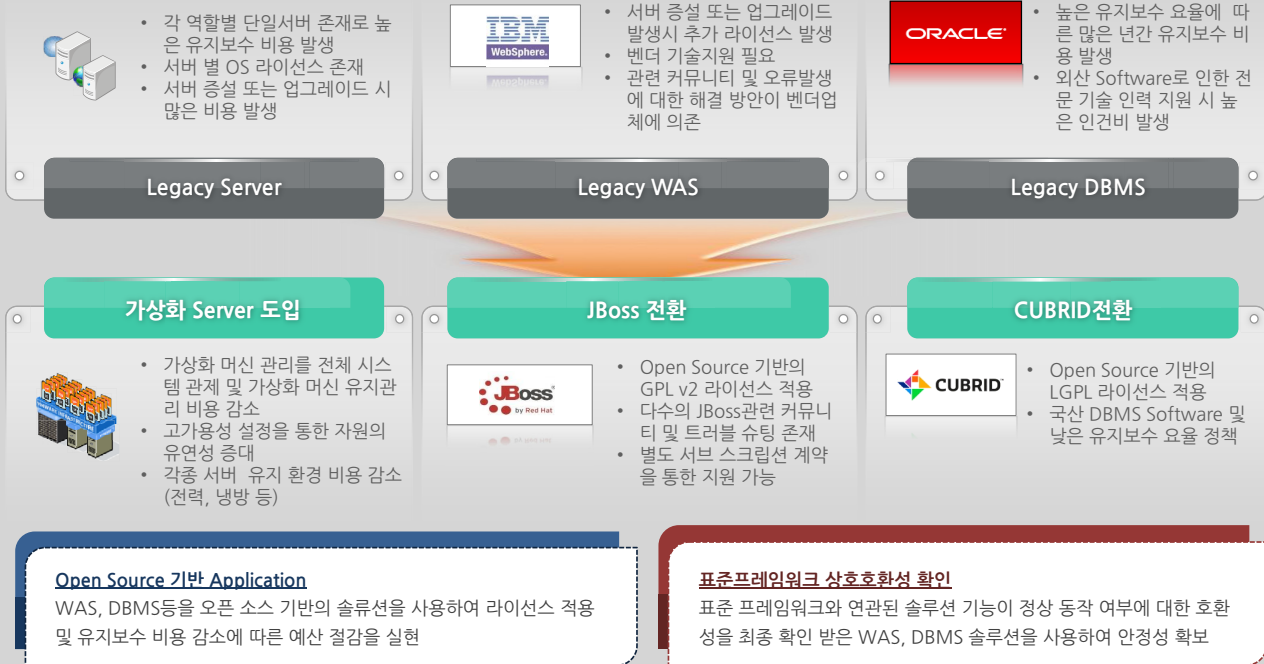 • 각 역할별 단일서버 존재로 높
은 유지보수 비용 발생
• 서버 별 OS 라이선스 존재
• 서버 증설 또는 업그레이드 시
많은 비용 발생
Legacy Server
IBM
WebSphere.
• 서버 증설 또는 업그레이드
발생시 추가 라이선스 발생
• 벤더 기술지원 필요
• 관련 커뮤니티 및 오류발생
에 대한 해결 방안이 벤더업
체에 의존
Legacy WAS
ORACLE
• 높은 유지보수 요율에 따
른 많은 년간 유지보수 비
용 발생
• 외산 Software로 인한 전
문 기술 인력 지원 시 높
은 인건비 발생
Legacy DBMS
가상화 Server 도입
• 가상화 머신 관리를 전체 시스
템 관제 및 가상화 머신 유지관
리 비용 감소
• 고가용성 설정을 통한 자원의
유연성 증대
• 각종 서버 유지 환경 비용 감소
(전력, 냉방 등)
JBoss 전환
JBoss
by Red Hat
• Open Source 기반의
GPL v2 라이선스 적용
• 다수의 JBoss관련 커뮤니
티 및 트러블 슈팅 존재
• 별도 서브 스크립션 계약
을 통한 지원 가능
CUBRID전환
CUBRID
• Open Source 기반의
LGPL 라이선스 적용
• 국산 DBMS Software 및
낮은 유지보수 요율 정책
Open Source 기반 Application
WAS, DBMS등을 오픈 소스 기반의 솔류션을 사용하여 라이선스 적용
및 유지보수 비용 감소에 따른 예산 절감을 실현
표준프레임워크 상호호환성 확인
표준 프레임워크와 연관된 솔루션 기능이 정상 동작 여부에 대한 호환
성을 최종 확인 받은 WAS, DBMS 솔루션을 사용하여 안정성 확보